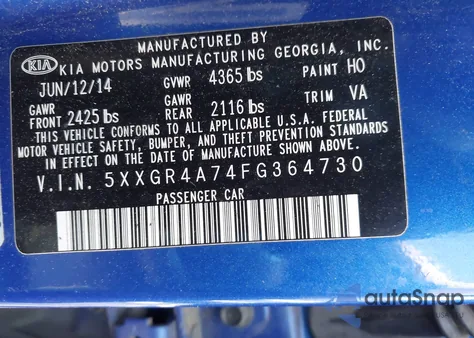 MANUFACTURED BY
KIA KIA MOTORS MANUFACTURING GEORGIA, INC.
JUN/12/14 GVWR 4365 lbs PAINT HO
GAWR FRONT 2425 lbs GAWR REAR 2116 lbs TRIM VA
THIS VEHICLE CONFORMS TO ALL APPLICABLE U.S.A. FEDERAL
MOTOR VEHICLE SAFETY, BUMPER, AND THEFT PREVENTION STANDARDS
IN EFFECT ON THE DATE OF MANUFACTURE SHOWN ABOVE.
V.I.N. 5XXGR4A74FG364730
PASSENGER CAR
autoSnap